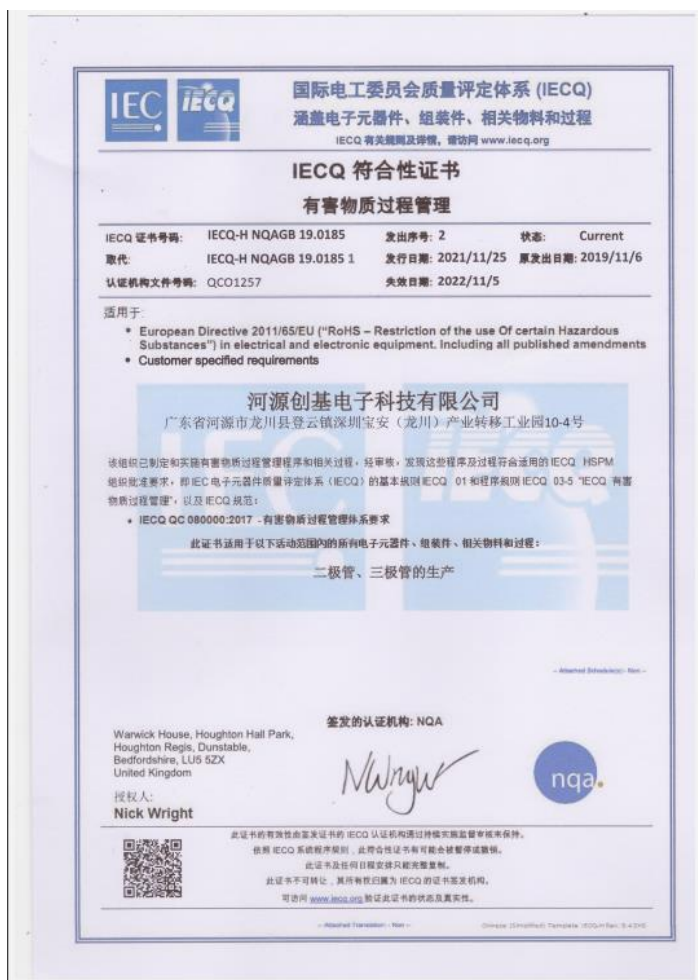 IEC
IECQ
国际电工委员会质量评定体系 (IECQ)
涵盖电子元器件、组装件、相关物料和过程
IECQ 有关规则及详情，请访问 www.iecq.org
IECQ 符合性证书
有害物质过程管理
IECQ 证书号码: IECQ-H NQAGB 19.0185 发出序号: 2 状态: Current
取代: IECQ-H NQAGB 19.0185 1 发行日期: 2021/11/25 原发出日期: 2019/11/6
认证机构文件号码: QCO1257 失效日期: 2022/11/5
适用于:
• European Directive 2011/65/EU (“RoHS – Restriction of the use Of certain Hazardous
Substances”) in electrical and electronic equipment. Including all published amendments
• Customer specified requirements
河源创基电子科技有限公司
广东省河源市龙川县登云镇深圳宝安（龙川）产业转移工业园10-4号
该组织已制定和实施有害物质过程管理程序和相关过程，经审核，发现这些程序及过程符合适用的 IECQ HSPM
组织批准要求，即 IEC 电子元器件质量评定体系（IECQ）的基本规则 IECQ 01 和程序规则 IECQ 03-5 “IECQ 有害
物质过程管理”，以及 IECQ 规范：
• IECQ QC 080000:2017 - 有害物质过程管理体系要求
此证书适用于以下活动范围内的所有电子元器件、组装件、相关物料和过程：
二极管、三极管的生产
– Attached Schedule(s)– Non –
签发的认证机构: NQA
Warwick House, Houghton Hall Park,
Houghton Regis, Dunstable,
Bedfordshire, LU5 5ZX
United Kingdom
授权人:
Nick Wright
NWright
nqa.
此证书的有效性由签发证书的 IECQ 认证机构通过持续实施监督审核来保持。
依照 IECQ 系统程序规则，此符合性证书有可能会被暂停或撤销。
此证书及任何日程安排只能完整复制。
此证书不可转让，其所有权归属为 IECQ 的证书签发机构。
可访问 www.iecq.org 验证此证书的状态及真实性。
– Attached Translation – Non –
Chinese (Simplified) Template